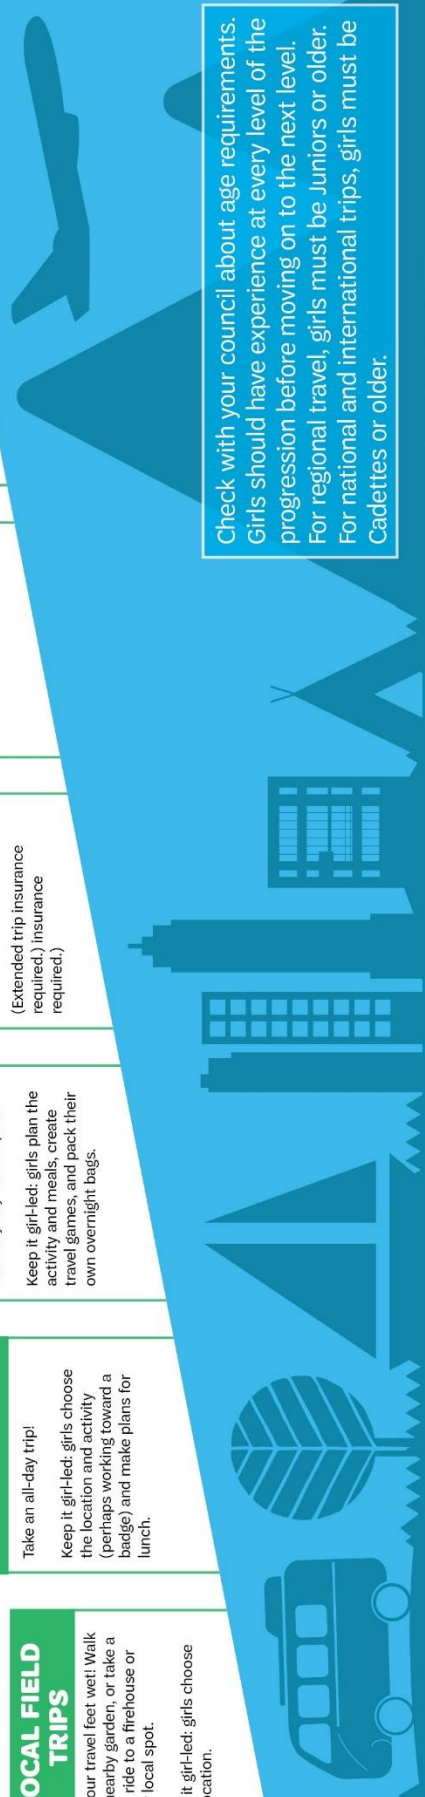 OCAL FIELD
TRIPS
our travel feet wet! Walk
nearby garden, or take a
ride to a firehouse or
local spot.
it girl-led: girls choose
cation.
Take an all-day trip!
Keep it girl-led: girls choose
the location and activity
(perhaps working toward a
badge) and make plans for
lunch.
Keep it girl-led: girls plan the
activity and meals, create
travel games, and pack their
own overnight bags.
(Extended trip insurance
required.) insurance
required.)
Check with your council about age requirements.
Girls should have experience at every level of the
progression before moving on to the next level.
For regional travel, girls must be Juniors or older.
For national and international trips, girls must be
Cadettes or older.